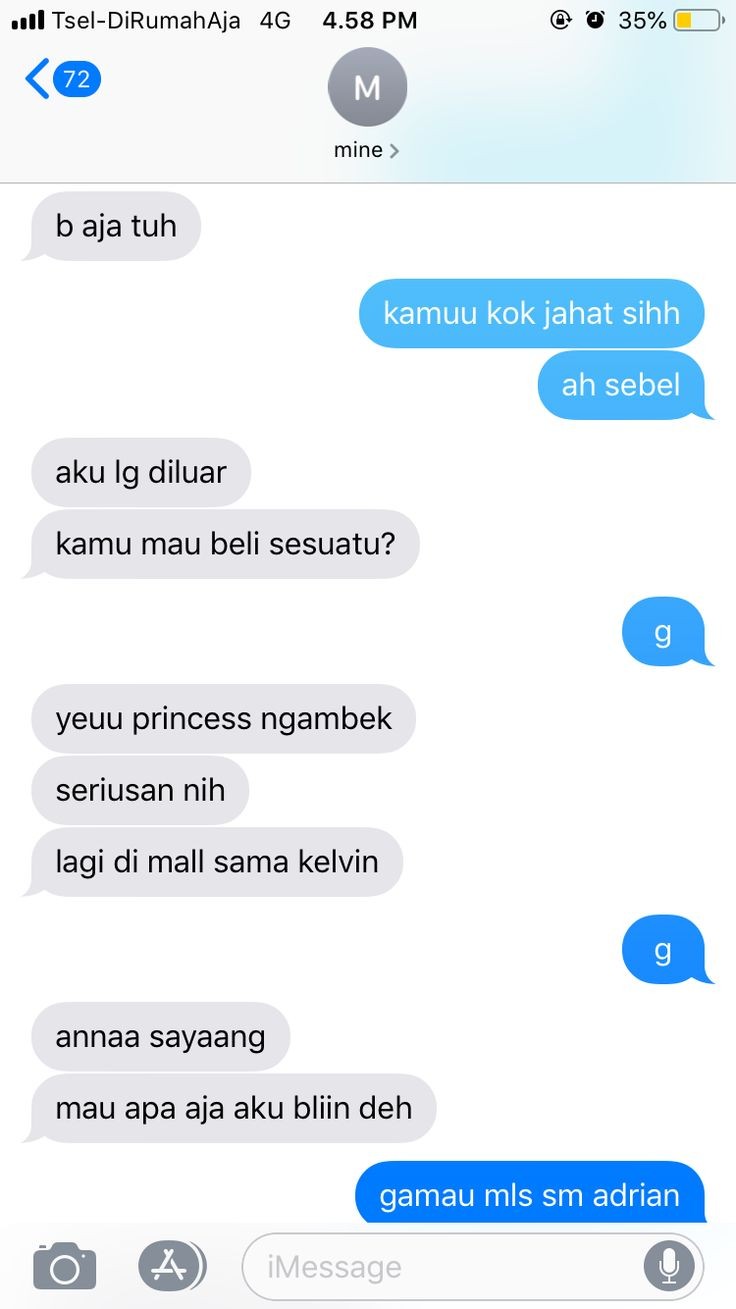 Tsel-DiRumahAja 4G 4.58 PM 35%
72
M
mine
b aja tuh
kamuu kok jahat sihh
ah sebel
aku lg diluar
kamu mau beli sesuatu?
g
yeuu princess ngambek
seriusan nih
lagi di mall sama kelvin
g
annaa sayaang
mau apa aja aku bliin deh
gamau mls sm adrian
iMessage